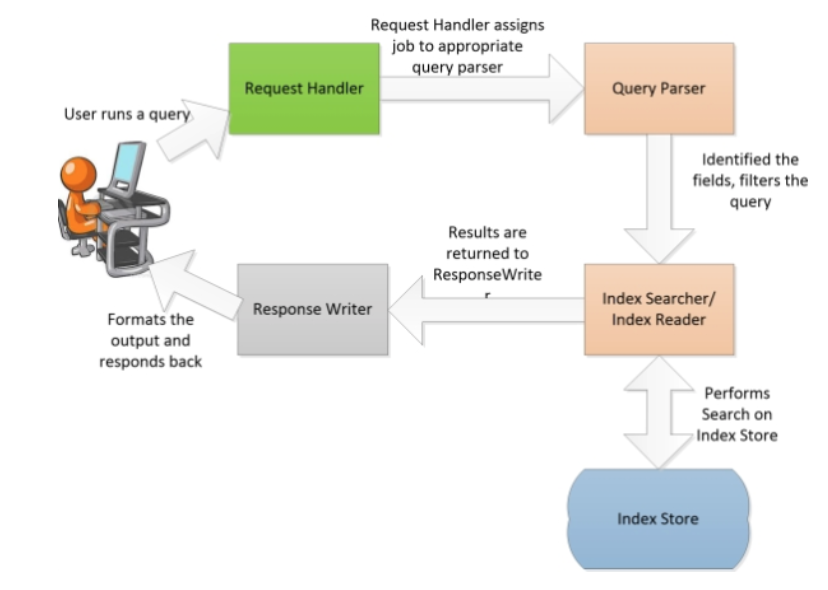 Request Handler assigns
job to appropriate
query parser
Request Handler
Query Parser
User runs a query
Identified the
fields, filters the
query
Results are
returned to
ResponseWrite
r
Response Writer
Index Searcher/
Index Reader
Formats the
output and
responds back
Performs
Search on
Index Store
Index Store